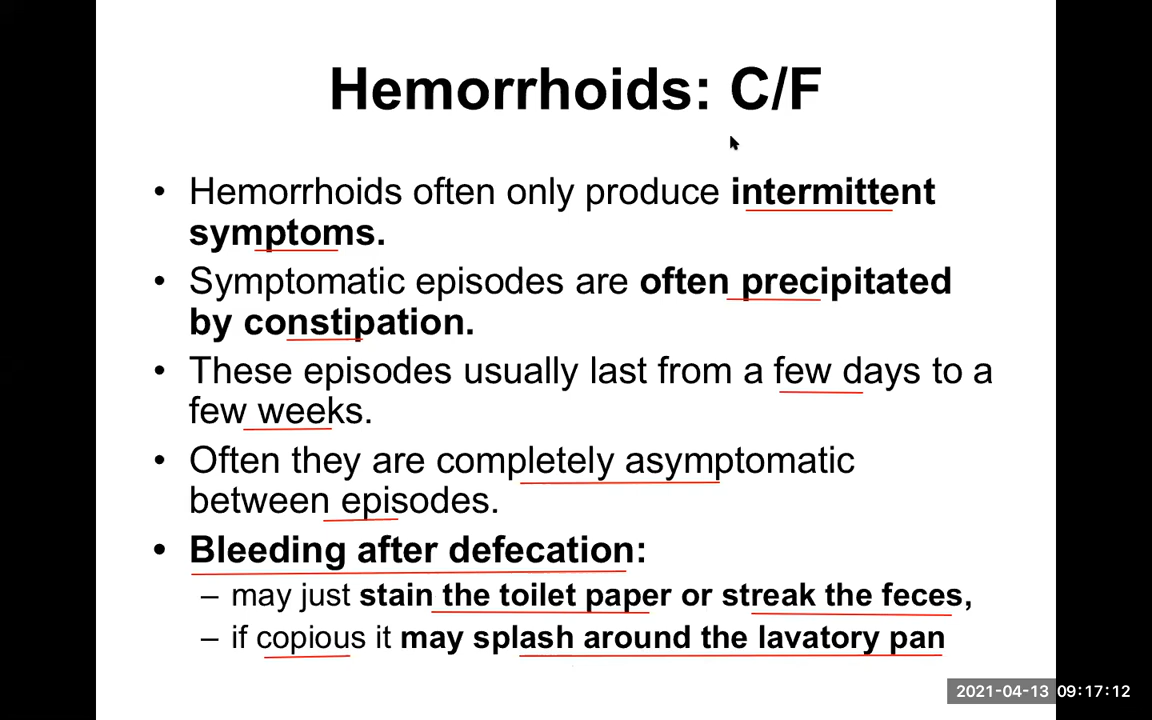 Hemorrhoids: C/F
• Hemorrhoids often only produce intermittent
symptoms.
• Symptomatic episodes are often precipitated
by constipation.
• These episodes usually last from a few days to a
few weeks.
• Often they are completely asymptomatic
between episodes.
• Bleeding after defecation:
– may just stain the toilet paper or streak the feces,
– if copious it may splash around the lavatory pan
2021-04-13 09:17:12